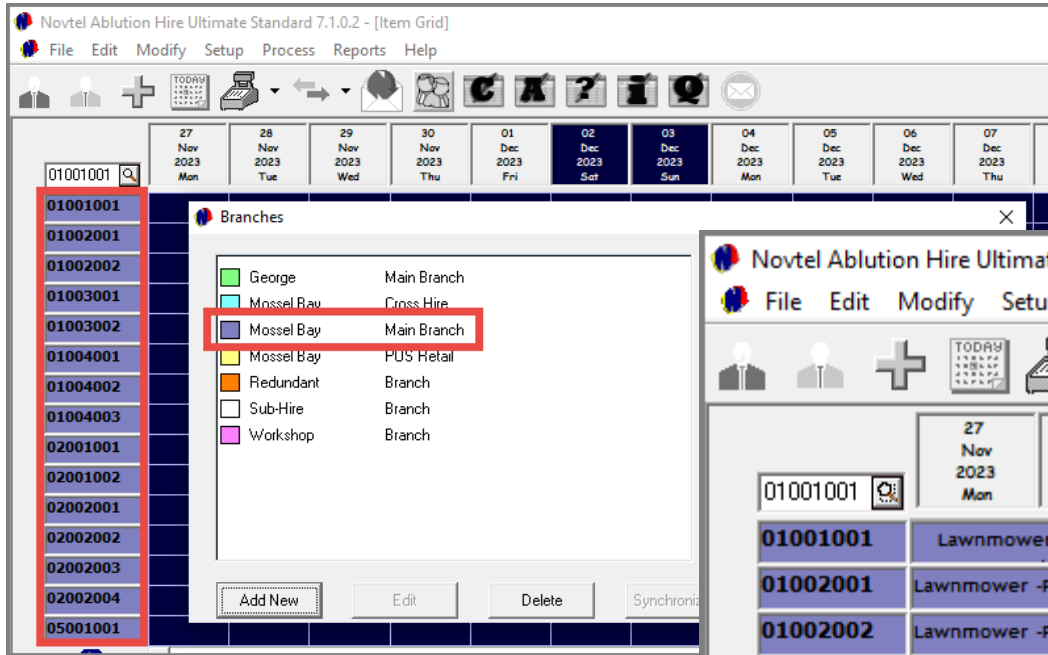 Novtel Ablution Hire Ultimate Standard 7.1.0.2 - [Item Grid]
File Edit Modify Setup Process Reports Help
TODAY C A ? i Q
27 28 29 30 01 02 03 04 05 06 07
Nov Nov Nov Nov Dec Dec Dec Dec Dec Dec Dec
2023 2023 2023 2023 2023 2023 2023 2023 2023 2023 2023
Mon Tue Wed Thu Fri Sat Sun Mon Tue Wed Thu
01001001
01001001
01002001
01002002
01003001
01003002
01004001
01004002
01004003
02001001
02001002
02002001
02002002
02002003
02002004
05001001
Branches
George Main Branch
Mossel Bay Cross Hire
Mossel Bay Main Branch
Mossel Bay POS Retail
Redundant Branch
Sub-Hire Branch
Workshop Branch
Add New Edit Delete Synchroniz
Novtel Ablution Hire Ultimat
File Edit Modify Setu
TODAY
27
Nov
2023
Mon
01001001
01001001 Lawnmower
01002001 Lawnmower -P
01002002 Lawnmower -P